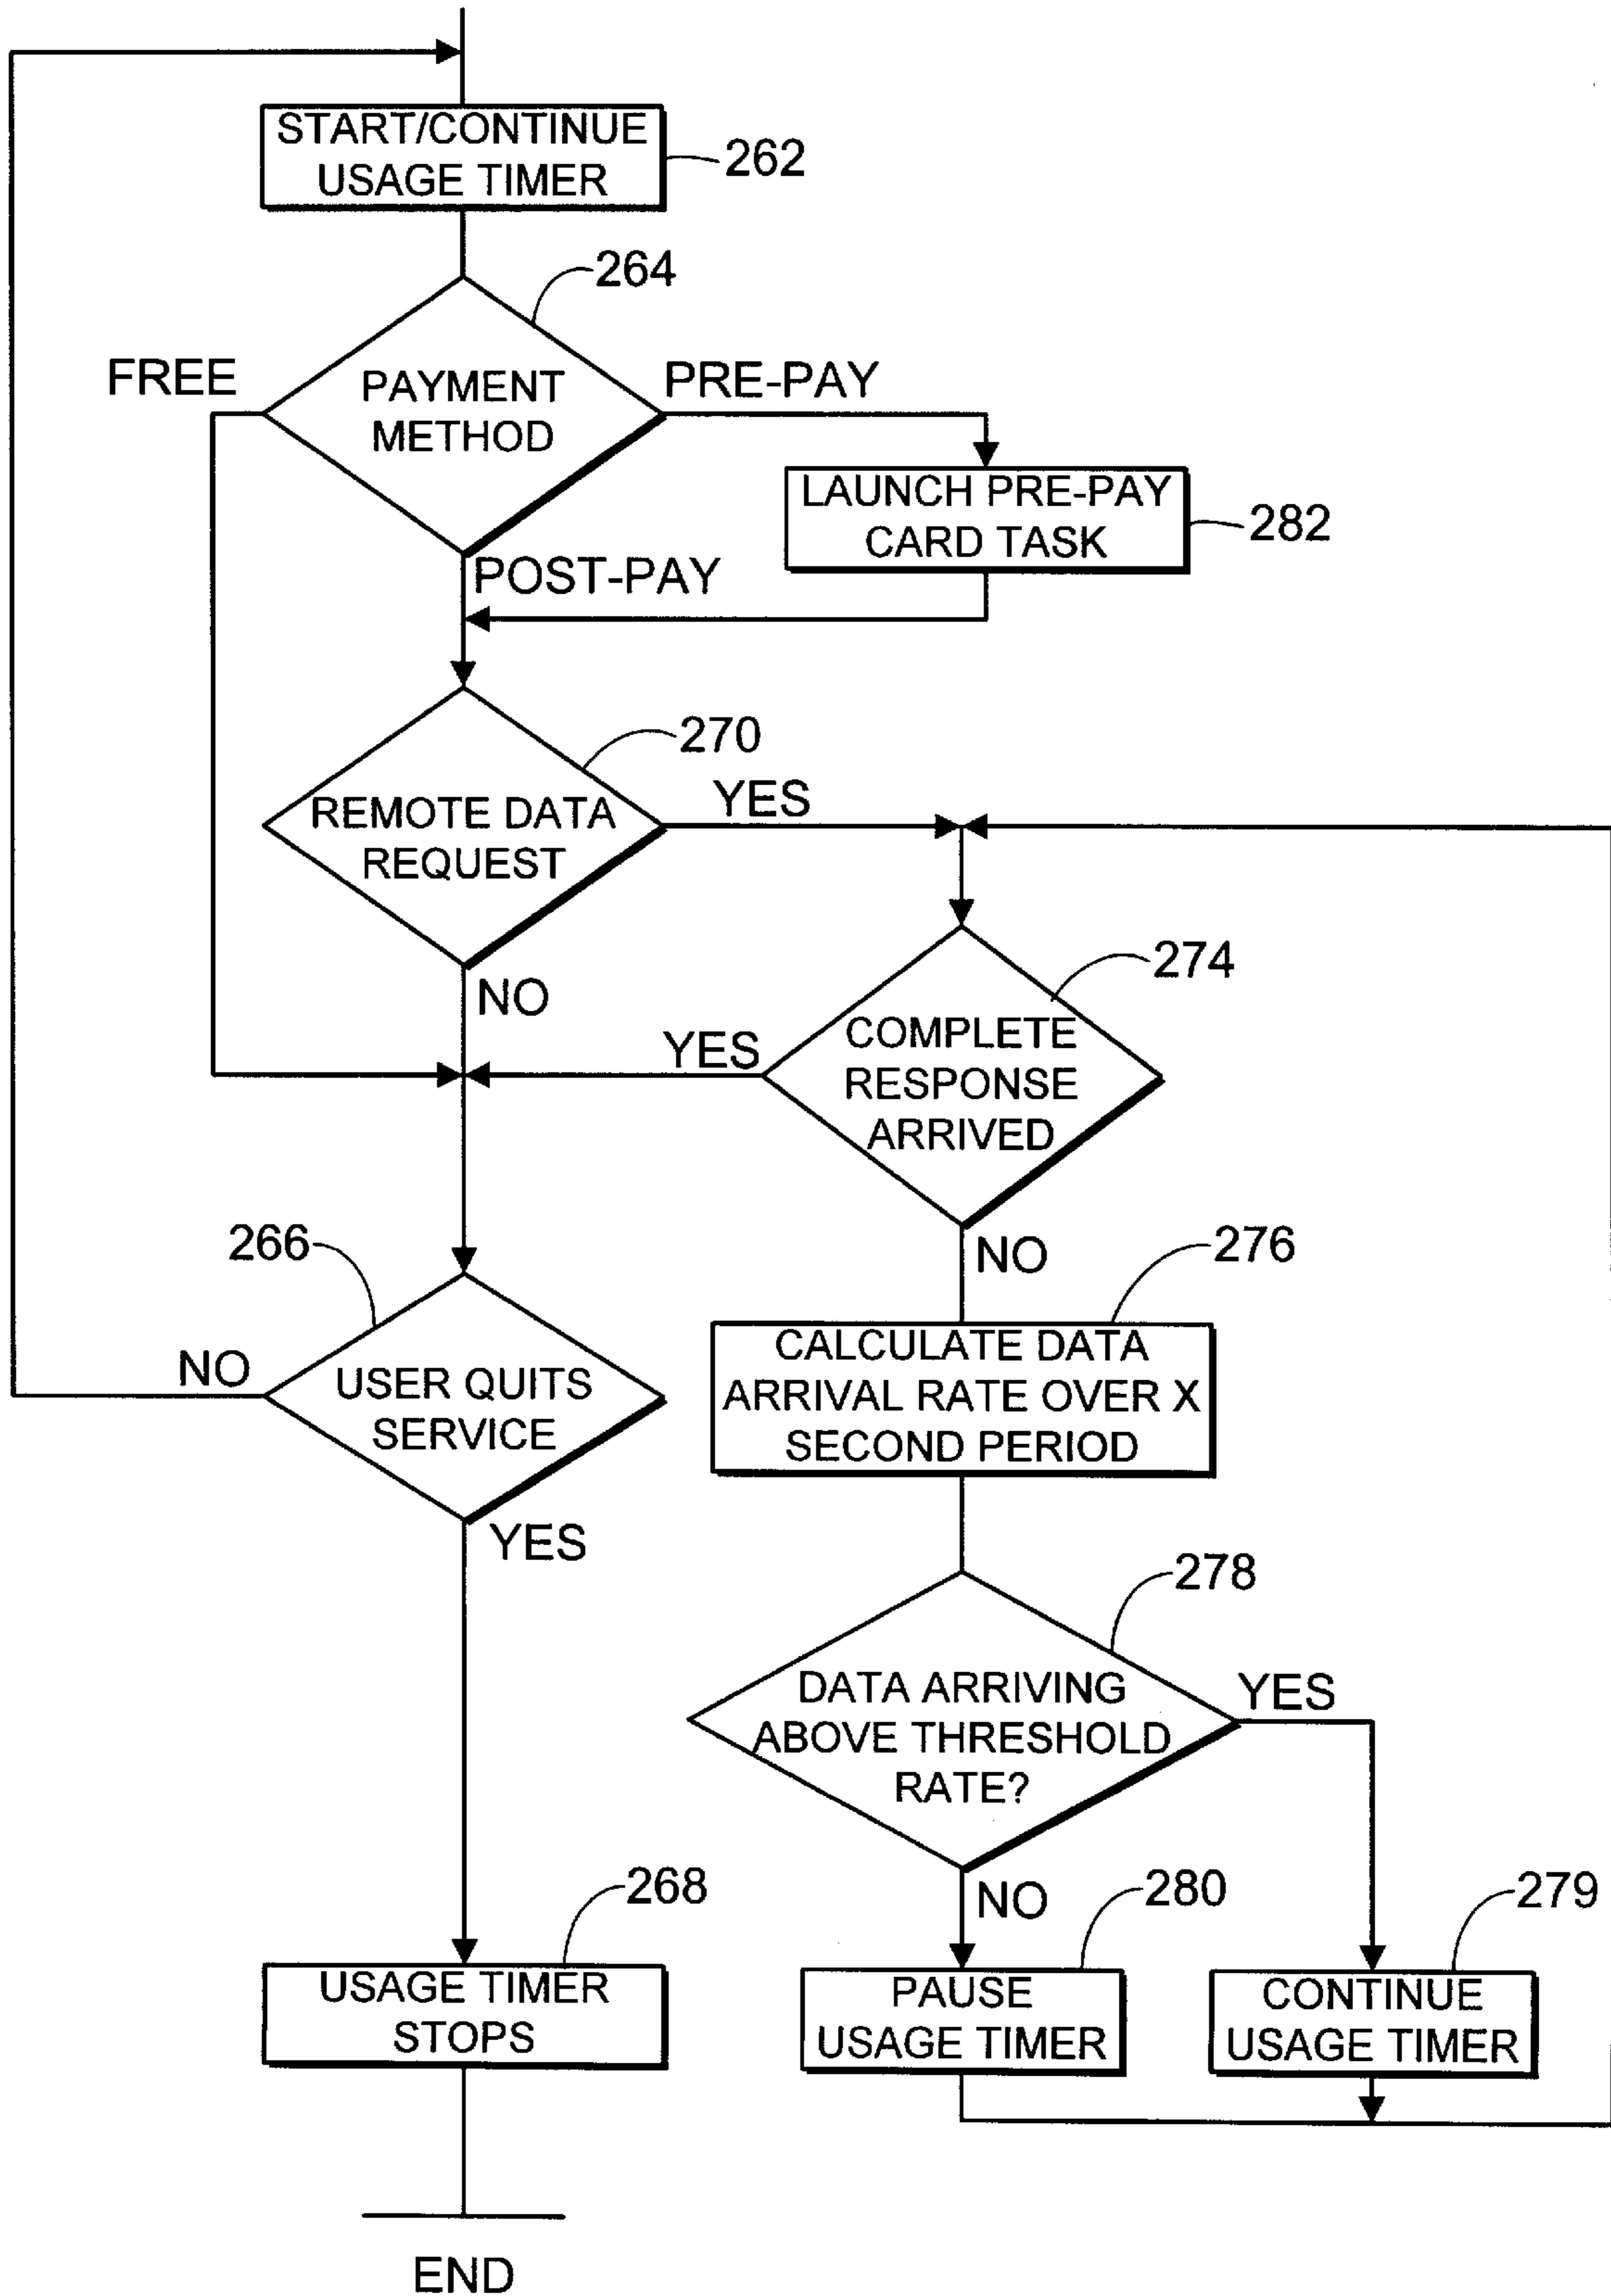 START/CONTINUE
USAGE TIMER
262
264
FREE
PAYMENT
METHOD
PRE-PAY
LAUNCH PRE-PAY
CARD TASK
282
POST-PAY
270
REMOTE DATA
REQUEST
YES
NO
274
COMPLETE
RESPONSE
ARRIVED
YES
NO
266
USER QUITS
SERVICE
NO
YES
276
CALCULATE DATA
ARRIVAL RATE OVER X
SECOND PERIOD
278
DATA ARRIVING
ABOVE THRESHOLD
RATE?
YES
NO
268
USAGE TIMER
STOPS
280
PAUSE
USAGE TIMER
279
CONTINUE
USAGE TIMER
END